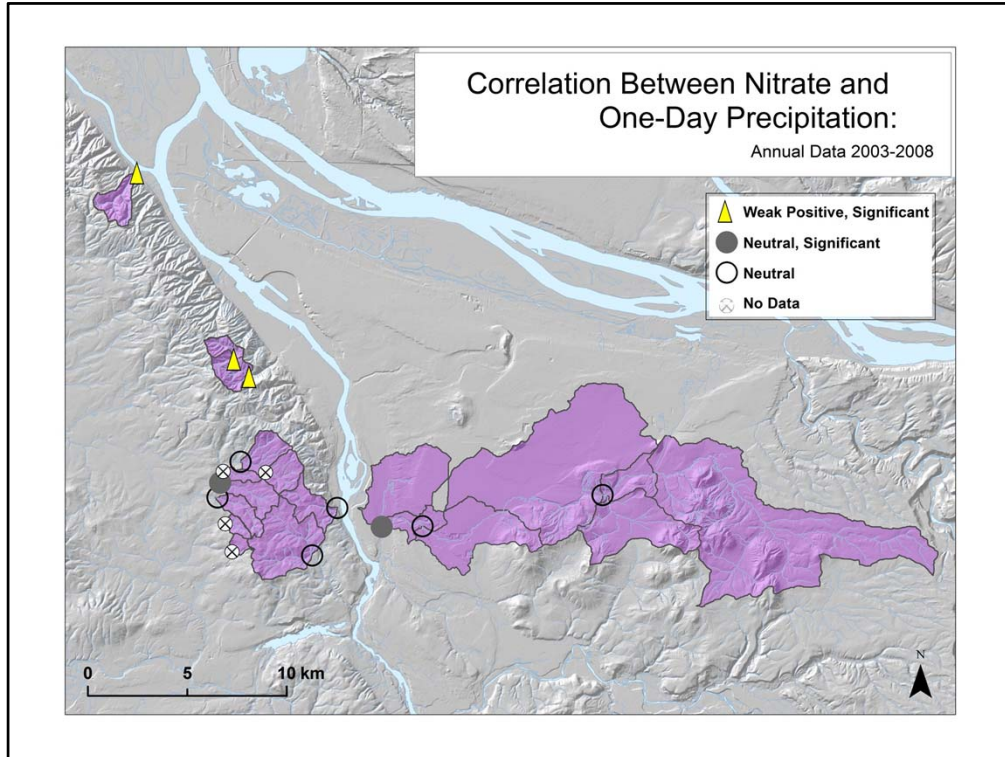 Correlation Between Nitrate and
One-Day Precipitation:
Annual Data 2003-2008
Weak Positive, Significant
Neutral, Significant
Neutral
No Data
0 5 10 km
N